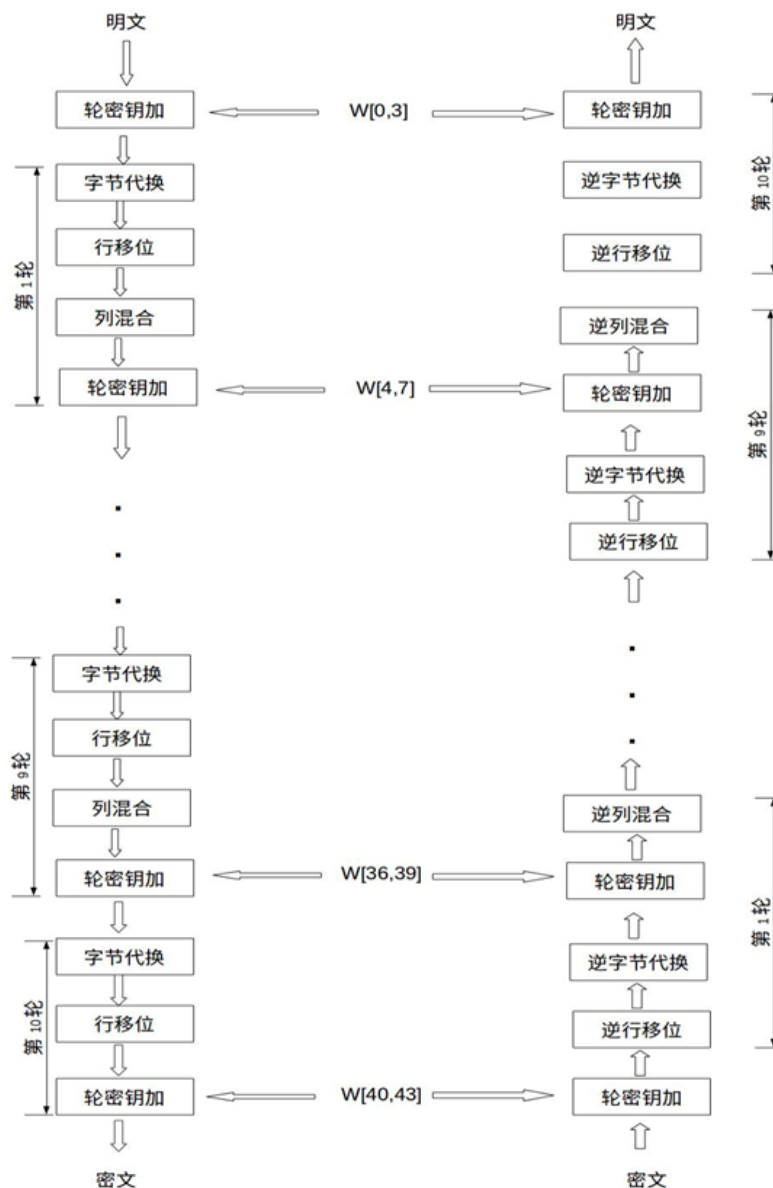 明文
明文
轮密钥加
W[0,3]
轮密钥加
字节代换
逆字节代换
第10轮
行移位
逆行移位
第1轮
列混合
逆列混合
轮密钥加
W[4,7]
轮密钥加
逆字节代换
第9轮
逆行移位
字节代换
行移位
第9轮
列混合
逆列混合
轮密钥加
W[36,39]
轮密钥加
第1轮
字节代换
逆字节代换
第10轮
行移位
逆行移位
轮密钥加
W[40,43]
轮密钥加
密文
密文